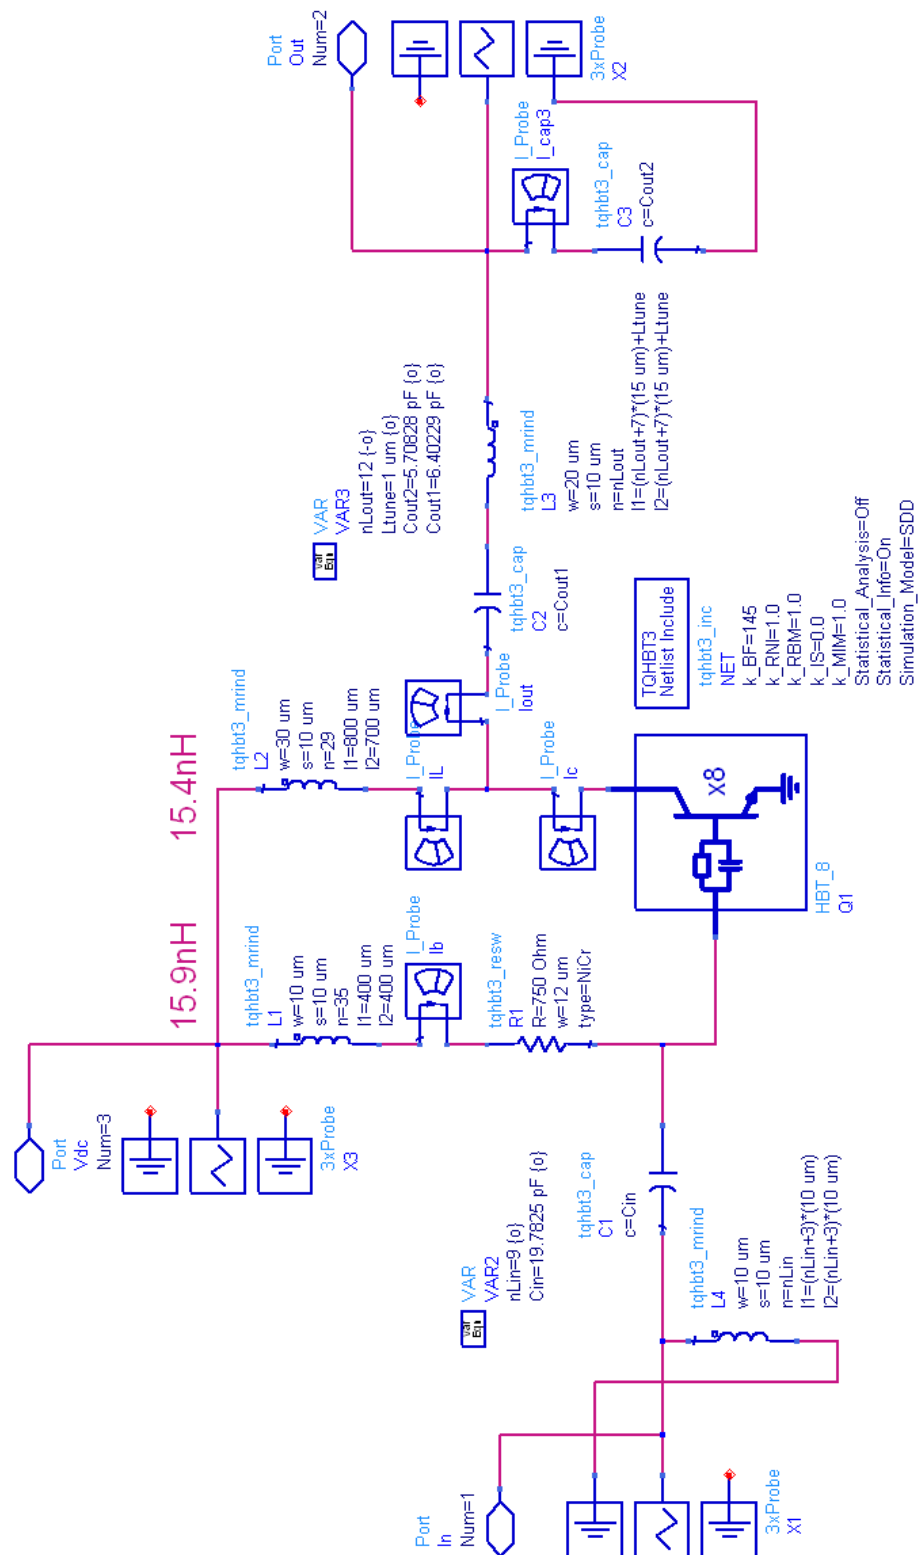 Port
Out
Num=2
3xProbe
X2
I_Probe
I_cap3
tqhbt3_cap
C3
c=Cout2
Var
Eqn
VAR
VAR3
nLout=12 {-o}
Ltune=1 um {o}
Cout2=5.70828 pF {o}
Cout1=6.40229 pF {o}
tqhbt3_mrind
L3
w=20 um
s=10 um
n=nLout
l1=(nLout+7)*(15 um)+Ltune
l2=(nLout+7)*(15 um)+Ltune
tqhbt3_cap
C2
c=Cout1
I_Probe
Iout
15.4nH
tqhbt3_mrind
L2
w=30 um
s=10 um
n=29
l1=800 um
l2=700 um
I_Probe
IL
I_Probe
Ic
TQHBT3
Netlist Include
tqhbt3_inc
NET
k_BF=145
k_RNI=1.0
k_RBM=1.0
k_IS=0.0
k_MIM=1.0
Statistical_Analysis=Off
Statistical_Info=On
Simulation_Model=SDD
x8
HBT_8
Q1
15.9nH
tqhbt3_mrind
L1
w=10 um
s=10 um
n=35
l1=400 um
l2=400 um
I_Probe
Ib
tqhbt3_resw
R1
R=750 Ohm
w=12 um
type=NiCr
Port
Vdc
Num=3
3xProbe
X3
Var
Eqn
VAR
VAR2
nLin=9 {o}
Cin=19.7825 pF {o}
tqhbt3_cap
C1
c=Cin
tqhbt3_mrind
L4
w=10 um
s=10 um
n=nLin
l1=(nLin+3)*(10 um)
l2=(nLin+3)*(10 um)
Port
In
Num=1
3xProbe
X1